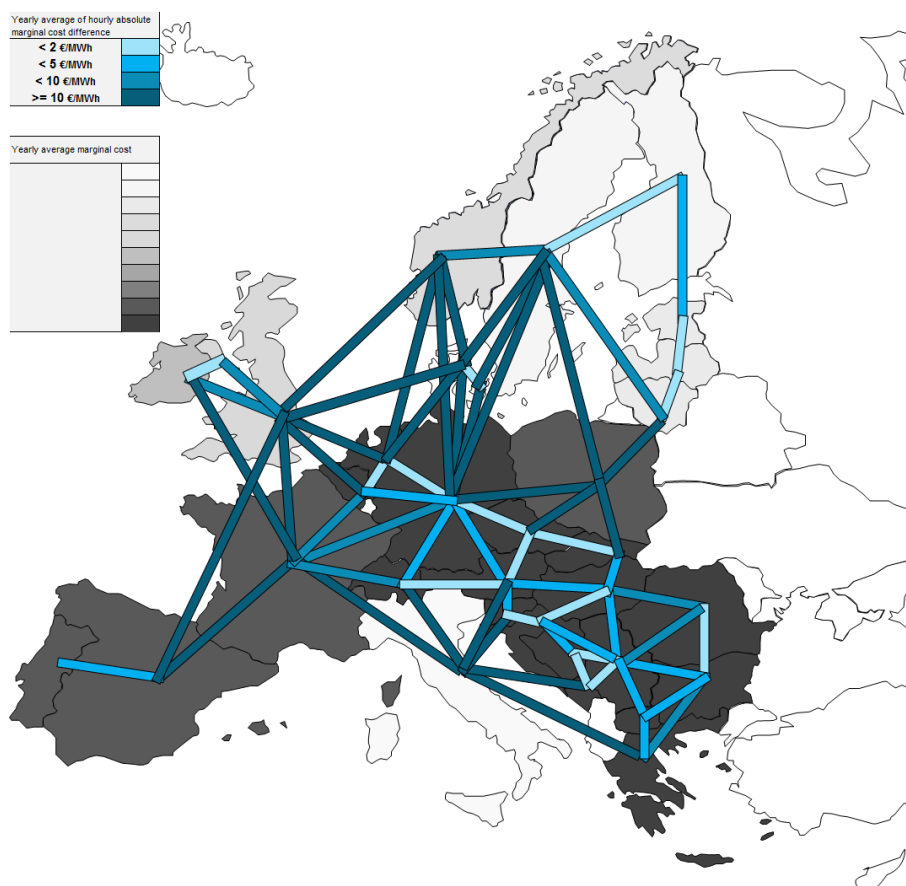 Yearly average of hourly absolute
marginal cost difference
< 2 €/MWh
< 5 €/MWh
< 10 €/MWh
>= 10 €/MWh
Yearly average marginal cost